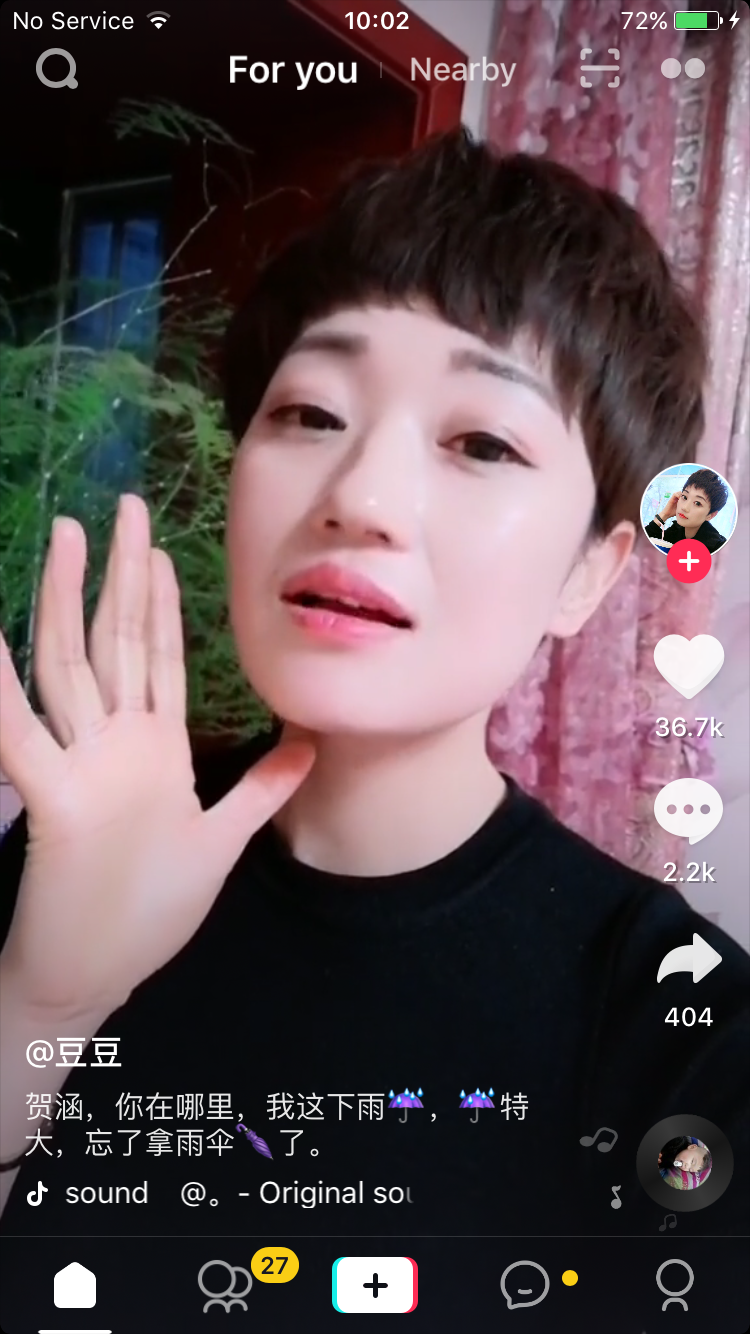 No Service 10:02 72%
For you Nearby
36.7k
2.2k
404
@豆豆
贺涵，你在哪里，我这下雨☔，☔特
大，忘了拿雨伞🌂了。
sound @。- Original sou
27